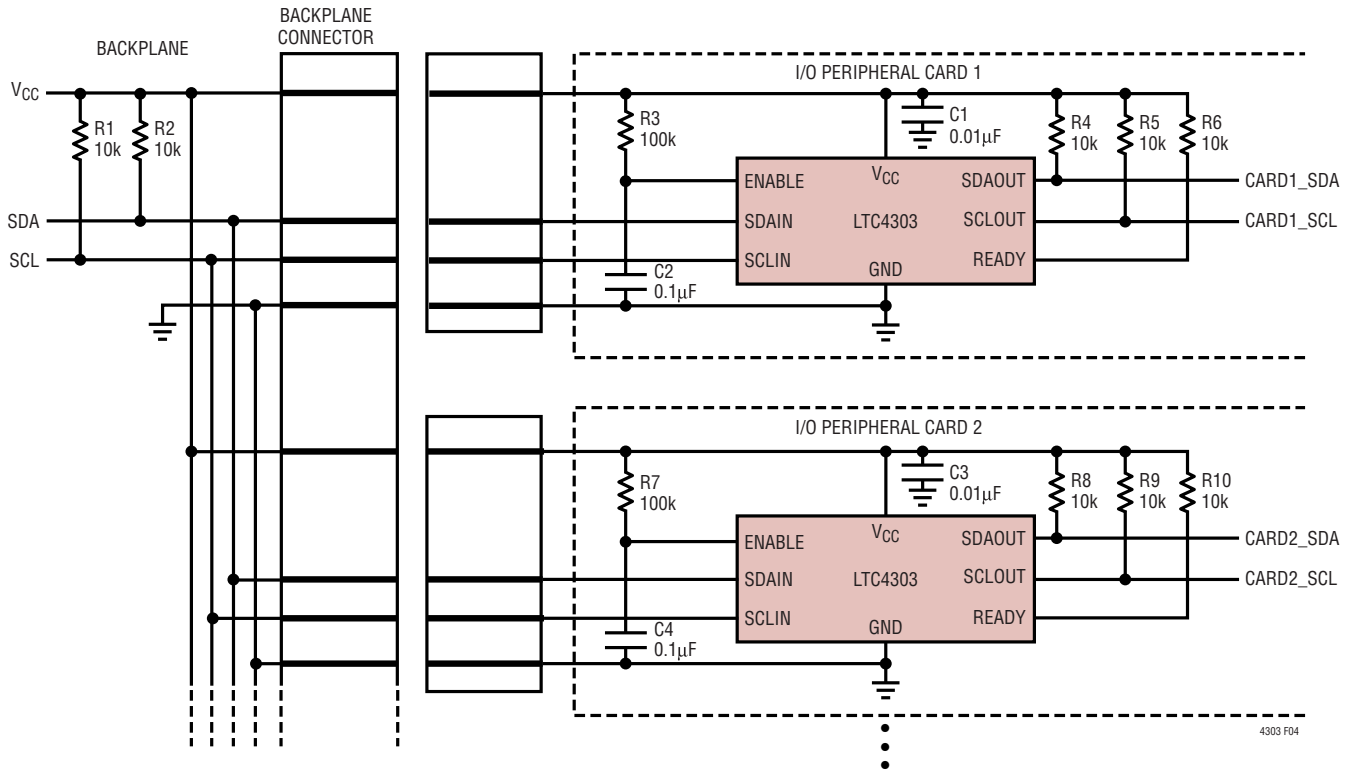 BACKPLANE
BACKPLANE
CONNECTOR
VCC
R1
10k
R2
10k
SDA
SCL
I/O PERIPHERAL CARD 1
R3
100k
C1
0.01µF
R4
10k
R5
10k
R6
10k
ENABLE
VCC
SDAOUT
CARD1_SDA
SDAIN
LTC4303
SCLOUT
CARD1_SCL
SCLIN
GND
READY
C2
0.1µF
I/O PERIPHERAL CARD 2
R7
100k
C3
0.01µF
R8
10k
R9
10k
R10
10k
ENABLE
VCC
SDAOUT
CARD2_SDA
SDAIN
LTC4303
SCLOUT
CARD2_SCL
SCLIN
GND
READY
C4
0.1µF
4303 F04